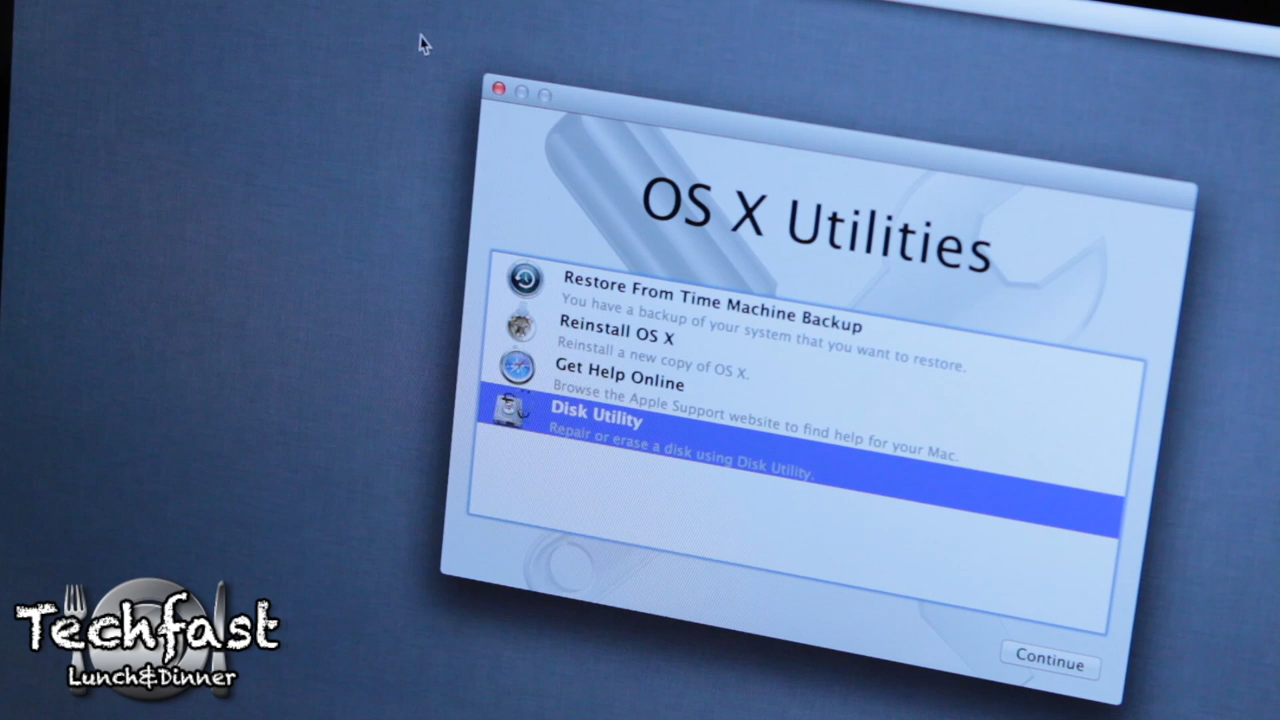 OS X Utilities
Restore From Time Machine Backup
You have a backup of your system that you want to restore.
Reinstall OS X
Reinstall a new copy of OS X.
Get Help Online
Browse the Apple Support website to find help for your Mac.
Disk Utility
Repair or erase a disk using Disk Utility.
Continue
Techfast
Lunch&Dinner